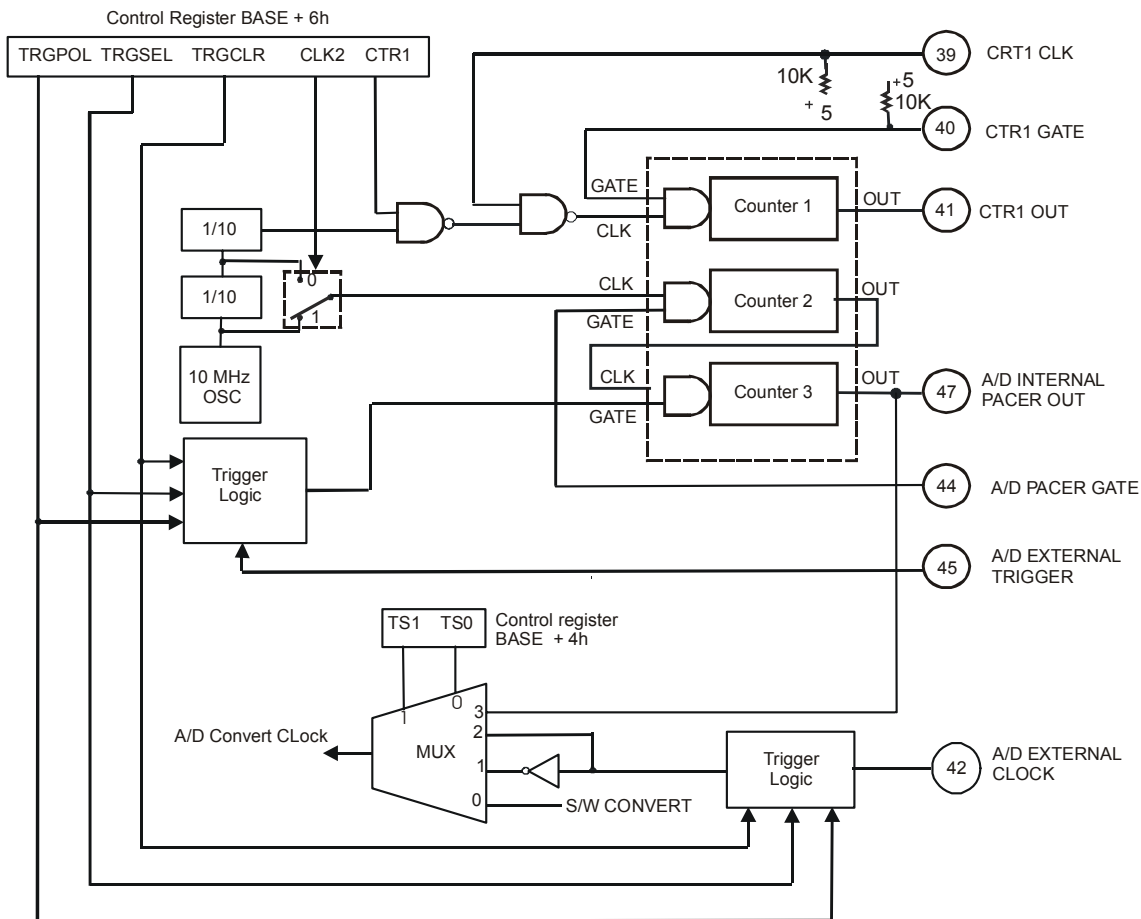 Control Register BASE + 6h
TRGPOL TRGSEL TRGCLR CLK2 CTR1
39 CRT1 CLK
10K
+ 5
+5
10K
40 CTR1 GATE
GATE
Counter 1
OUT
41 CTR1 OUT
CLK
1/10
0
1/10
1
CLK
Counter 2
OUT
GATE
10 MHz
OSC
CLK
Counter 3
OUT
47 A/D INTERNAL
PACER OUT
GATE
Trigger
Logic
44 A/D PACER GATE
45 A/D EXTERNAL
TRIGGER
TS1 TS0
Control register
BASE + 4h
1 0
3
2
A/D Convert CLock
MUX
1
0
S/W CONVERT
Trigger
Logic
42 A/D EXTERNAL
CLOCK